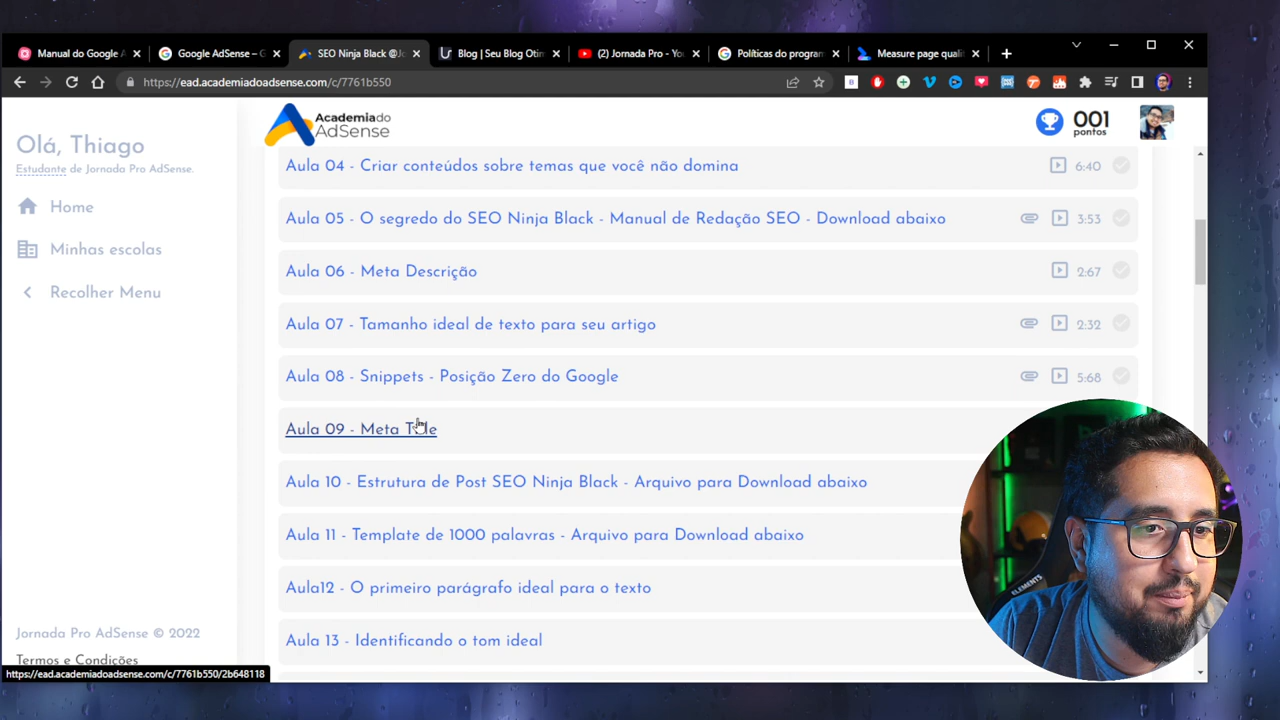 Manual do Google A
Google AdSense – G
SEO Ninja Black @Jo
Blog | Seu Blog Otim
(2) Jornada Pro - You
Políticas do program
Measure page quali
https://ead.academiadoadsense.com/c/7761b550
Academia do
AdSense
001
pontos
Olá, Thiago
Estudante de Jornada Pro AdSense.
Home
Minhas escolas
Recolher Menu
Aula 04 - Criar conteúdos sobre temas que você não domina
6:40
Aula 05 - O segredo do SEO Ninja Black - Manual de Redação SEO - Download abaixo
3:53
Aula 06 - Meta Descrição
2:67
Aula 07 - Tamanho ideal de texto para seu artigo
2:32
Aula 08 - Snippets - Posição Zero do Google
5:68
Aula 09 - Meta Title
Aula 10 - Estrutura de Post SEO Ninja Black - Arquivo para Download abaixo
Aula 11 - Template de 1000 palavras - Arquivo para Download abaixo
Aula12 - O primeiro parágrafo ideal para o texto
Aula 13 - Identificando o tom ideal
Jornada Pro AdSense © 2022
Termos e Condições
https://ead.academiadoadsense.com/c/7761b550/2b648118
ELEMENTS